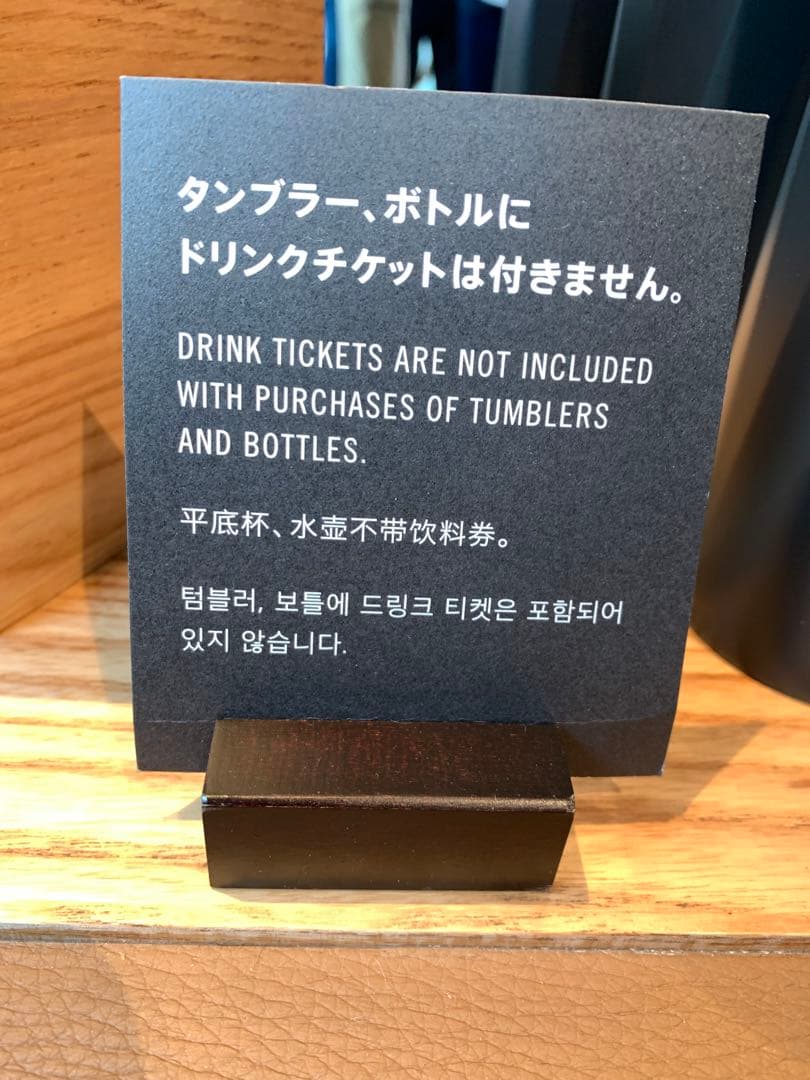 タンブラー、ボトルに
ドリンクチケットは付きません。
DRINK TICKETS ARE NOT INCLUDED
WITH PURCHASES OF TUMBLERS
AND BOTTLES.
平底杯、水壶不带饮料券。
텀블러, 보틀에 드링크 티켓은 포함되어
있지 않습니다.